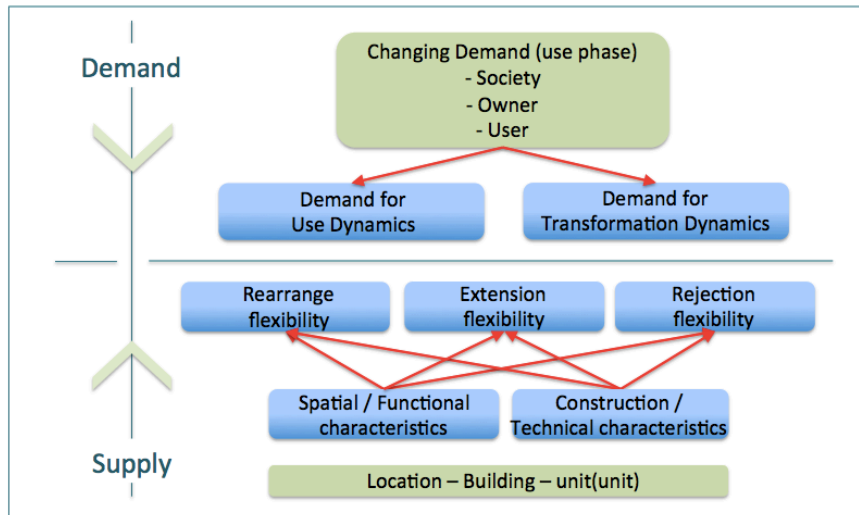 Demand
Changing Demand (use phase)
- Society
- Owner
- User
Demand for
Use Dynamics
Demand for
Transformation Dynamics
Rearrange
flexibility
Extension
flexibility
Rejection
flexibility
Spatial / Functional
characteristics
Construction /
Technical characteristics
Supply
Location – Building – unit(unit)